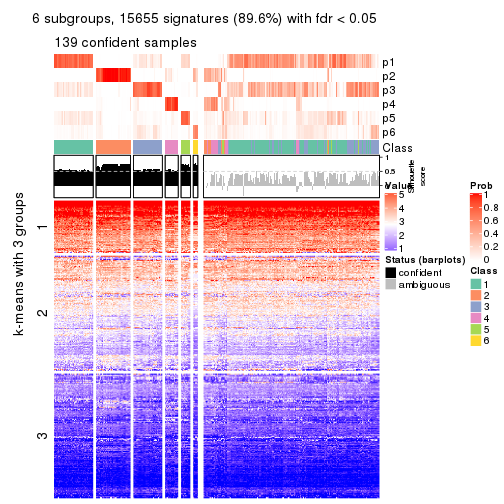 6 subgroups, 15655 signatures (89.6%) with fdr < 0.05
139 confident samples
p1
p2
p3
p4
p5
p6
Class
1
0.5
0
Silhouette
score
k-means with 3 groups
1
2
3
Value
5
4
3
2
1
Status (barplots)
confident
ambiguous
Prob
1
0.8
0.6
0.4
0.2
0
Class
1
2
3
4
5
6